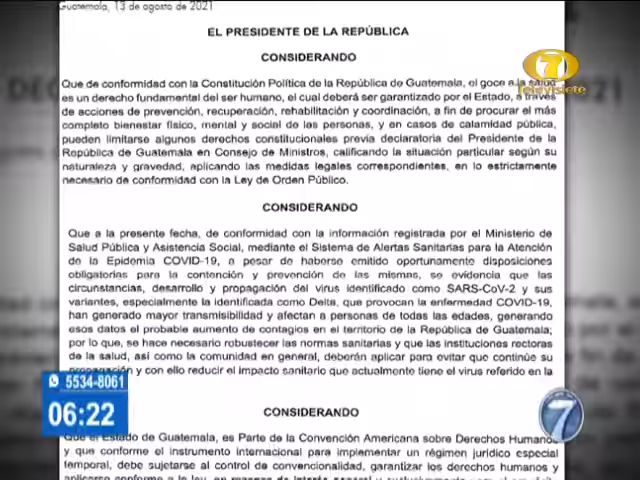 Guatemala, 13 de agosto de 2021
EL PRESIDENTE DE LA REPÚBLICA
CONSIDERANDO
Que de conformidad con la Constitución Política de la República de Guatemala, el goce a la salud
es un derecho fundamental del ser humano, el cual deberá ser garantizado por el Estado, a través
de acciones de prevención, recuperación, rehabilitación y coordinación, a fin de procurar el más
completo bienestar físico, mental y social de las personas, y en casos de calamidad pública,
pueden limitarse algunos derechos constitucionales previa declaratoria del Presidente de la
República de Guatemala en Consejo de Ministros, calificando la situación particular según su
naturaleza y gravedad, aplicando las medidas legales correspondientes, en lo estrictamente
necesario de conformidad con la Ley de Orden Público.
CONSIDERANDO
Que a la presente fecha, de conformidad con la información registrada por el Ministerio de
Salud Pública y Asistencia Social, mediante el Sistema de Alertas Sanitarias para la Atención
de la Epidemia COVID-19, a pesar de haberse emitido oportunamente disposiciones
obligatorias para la contención y prevención de las mismas, se evidencia que las
circunstancias, desarrollo y propagación del virus identificado como SARS-CoV-2 y sus
variantes, especialmente la identificada como Delta, que provocan la enfermedad COVID-19,
han generado mayor transmisibilidad y afectan a personas de todas las edades, generando
esos datos el probable aumento de contagios en el territorio de la República de Guatemala;
por lo que, se hace necesario robustecer las normas sanitarias y que las instituciones rectoras
de la salud, así como la comunidad en general, deberán aplicar para evitar que continúe su
propagación y con ello reducir el impacto sanitario que actualmente tiene el virus referido en la
CONSIDERANDO
Que el Estado de Guatemala, es Parte de la Convención Americana sobre Derechos Humanos
y que conforme el instrumento internacional para implementar un régimen jurídico especial
temporal, debe sujetarse al control de convencionalidad, garantizar los derechos humanos y
7
Televisiete
5534-8061
06:22
7